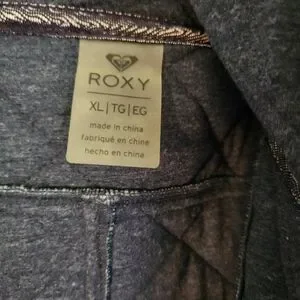 ROXY
XL|TG|EG
made in china
fabriqué en chine
hecho en china